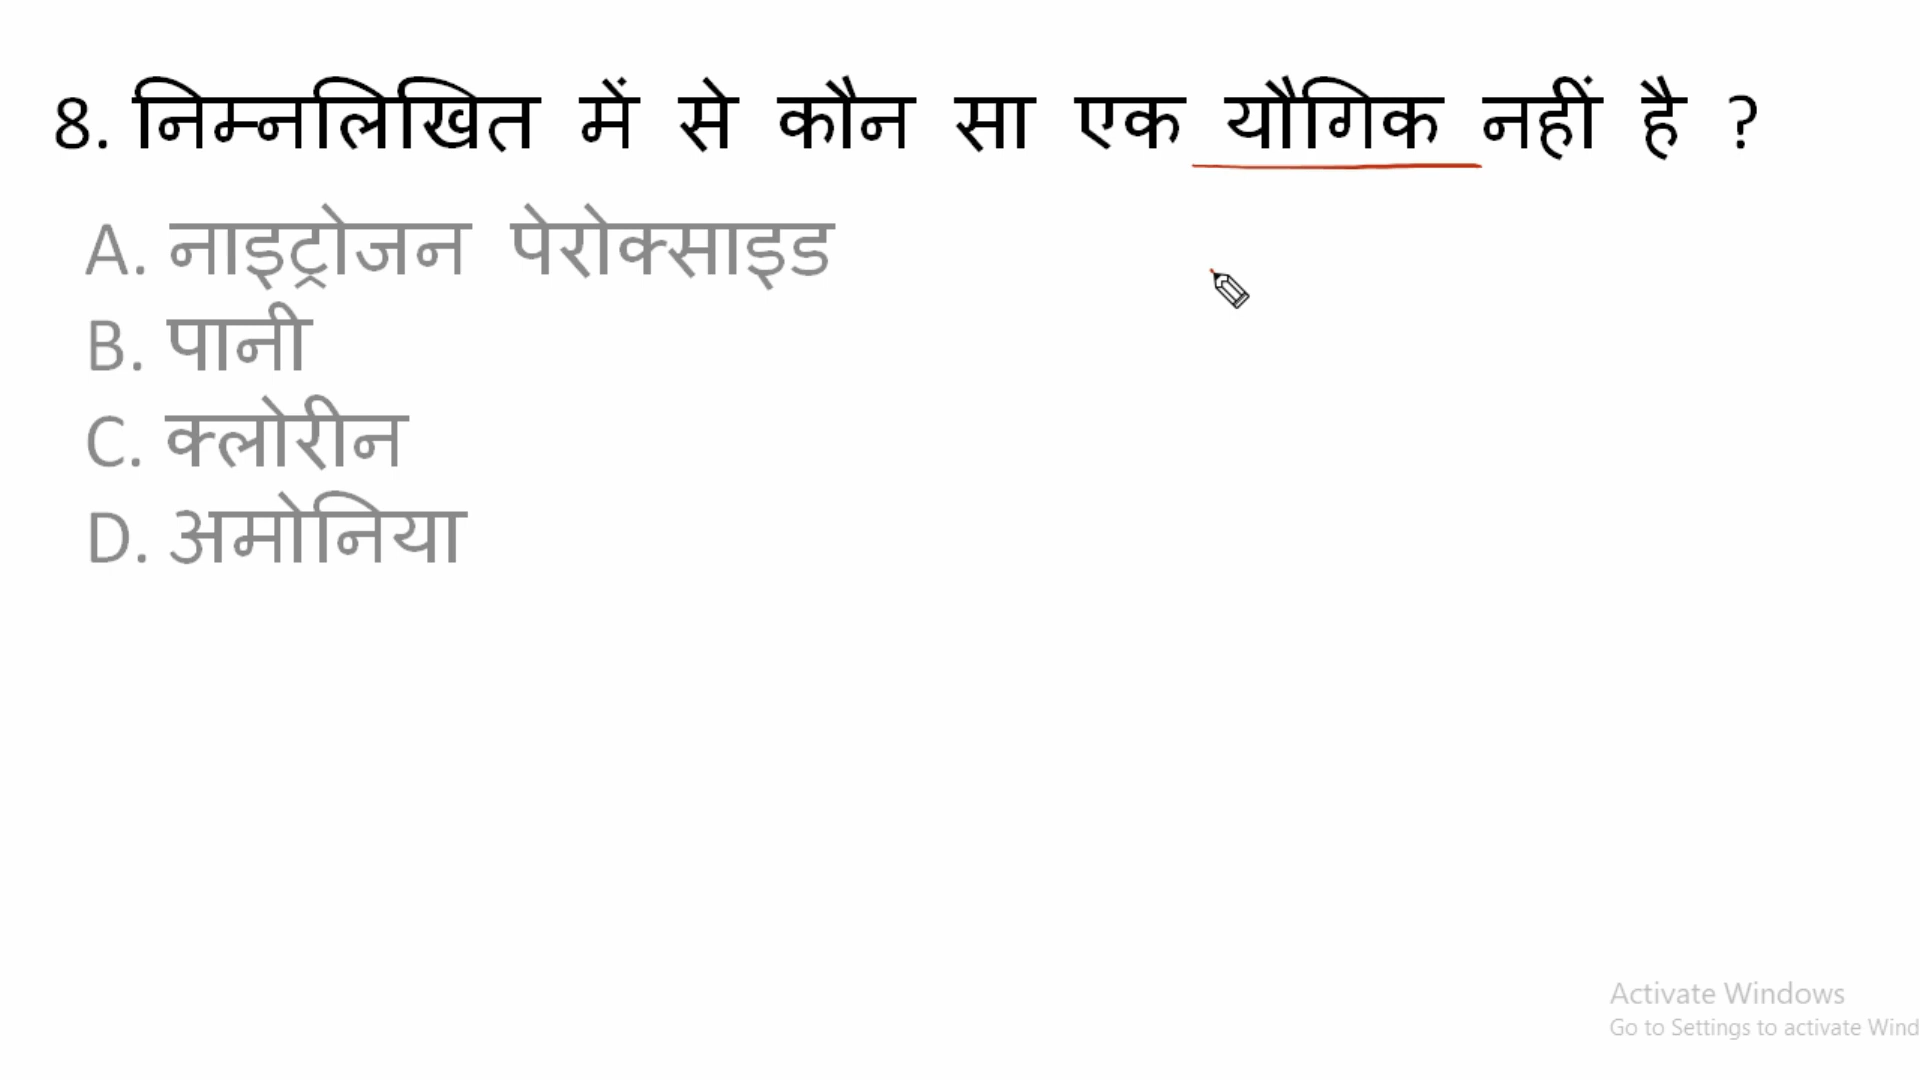 8. निम्नलिखित में से कौन सा एक यौगिक नहीं है ?
A. नाइट्रोजन पेरोक्साइड
B. पानी
C. क्लोरीन
D. अमोनिया
Activate Windows
Go to Settings to activate Wind